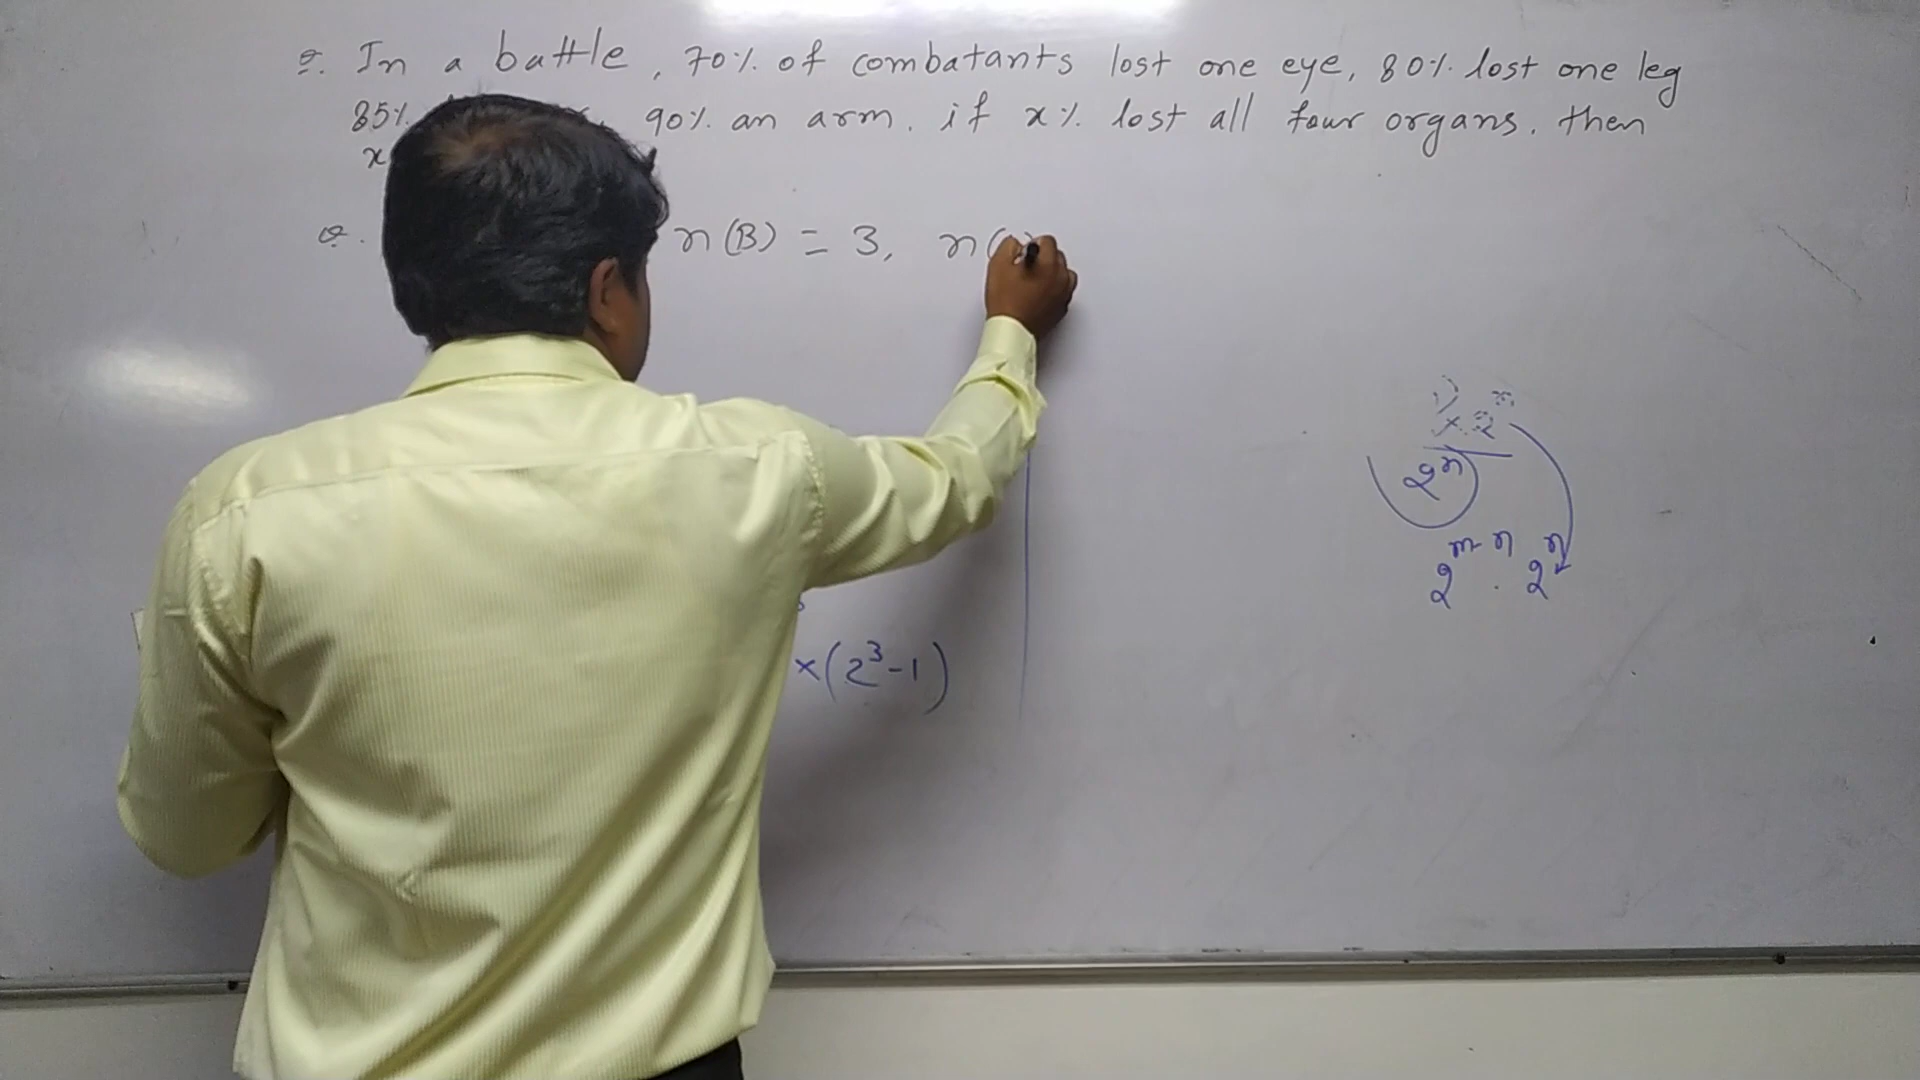 Q. In a battle, 70% of combatants lost one eye, 80% lost one leg
85% 90% an arm. if x% lost all four organs. then
x
Q. n(B) = 3, n(
× 2
2ⁿ
2ᵐ⁻ⁿ . 2ⁿ
×(2³-1)